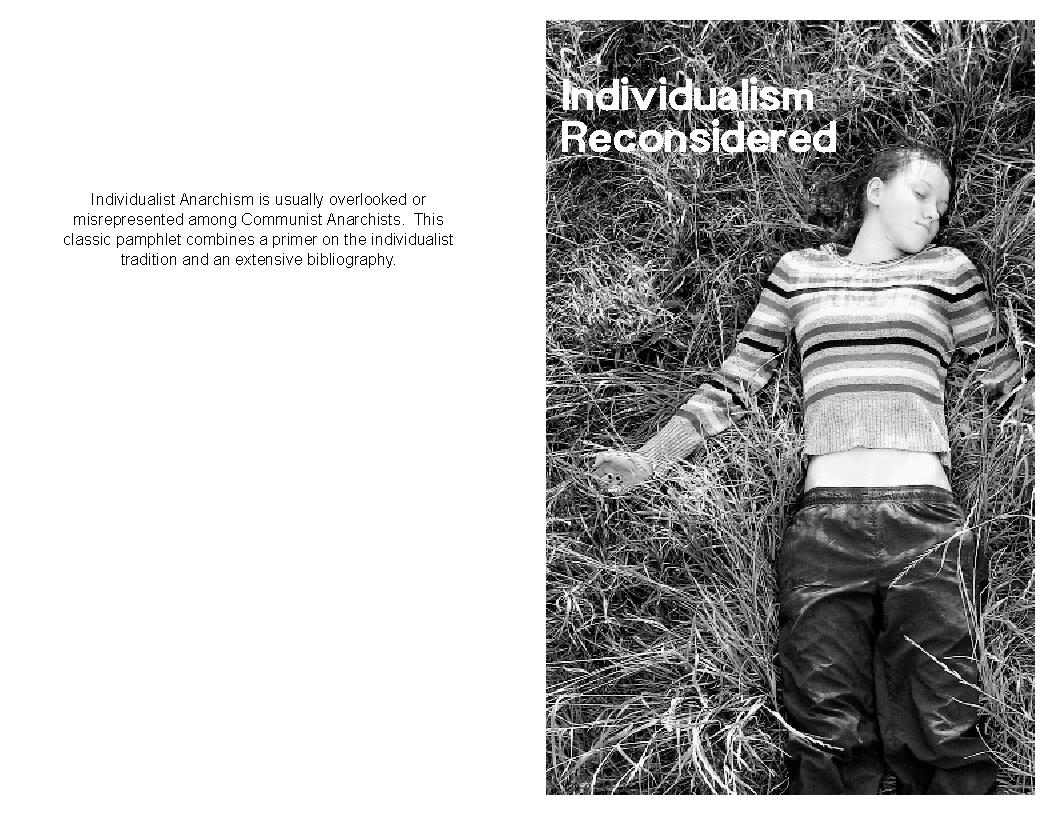 Individualist Anarchism is usually overlooked or
misrepresented among Communist Anarchists.  This
classic pamphlet combines a primer on the individualist
tradition and an extensive bibliography.
Individualism
Reconsidered